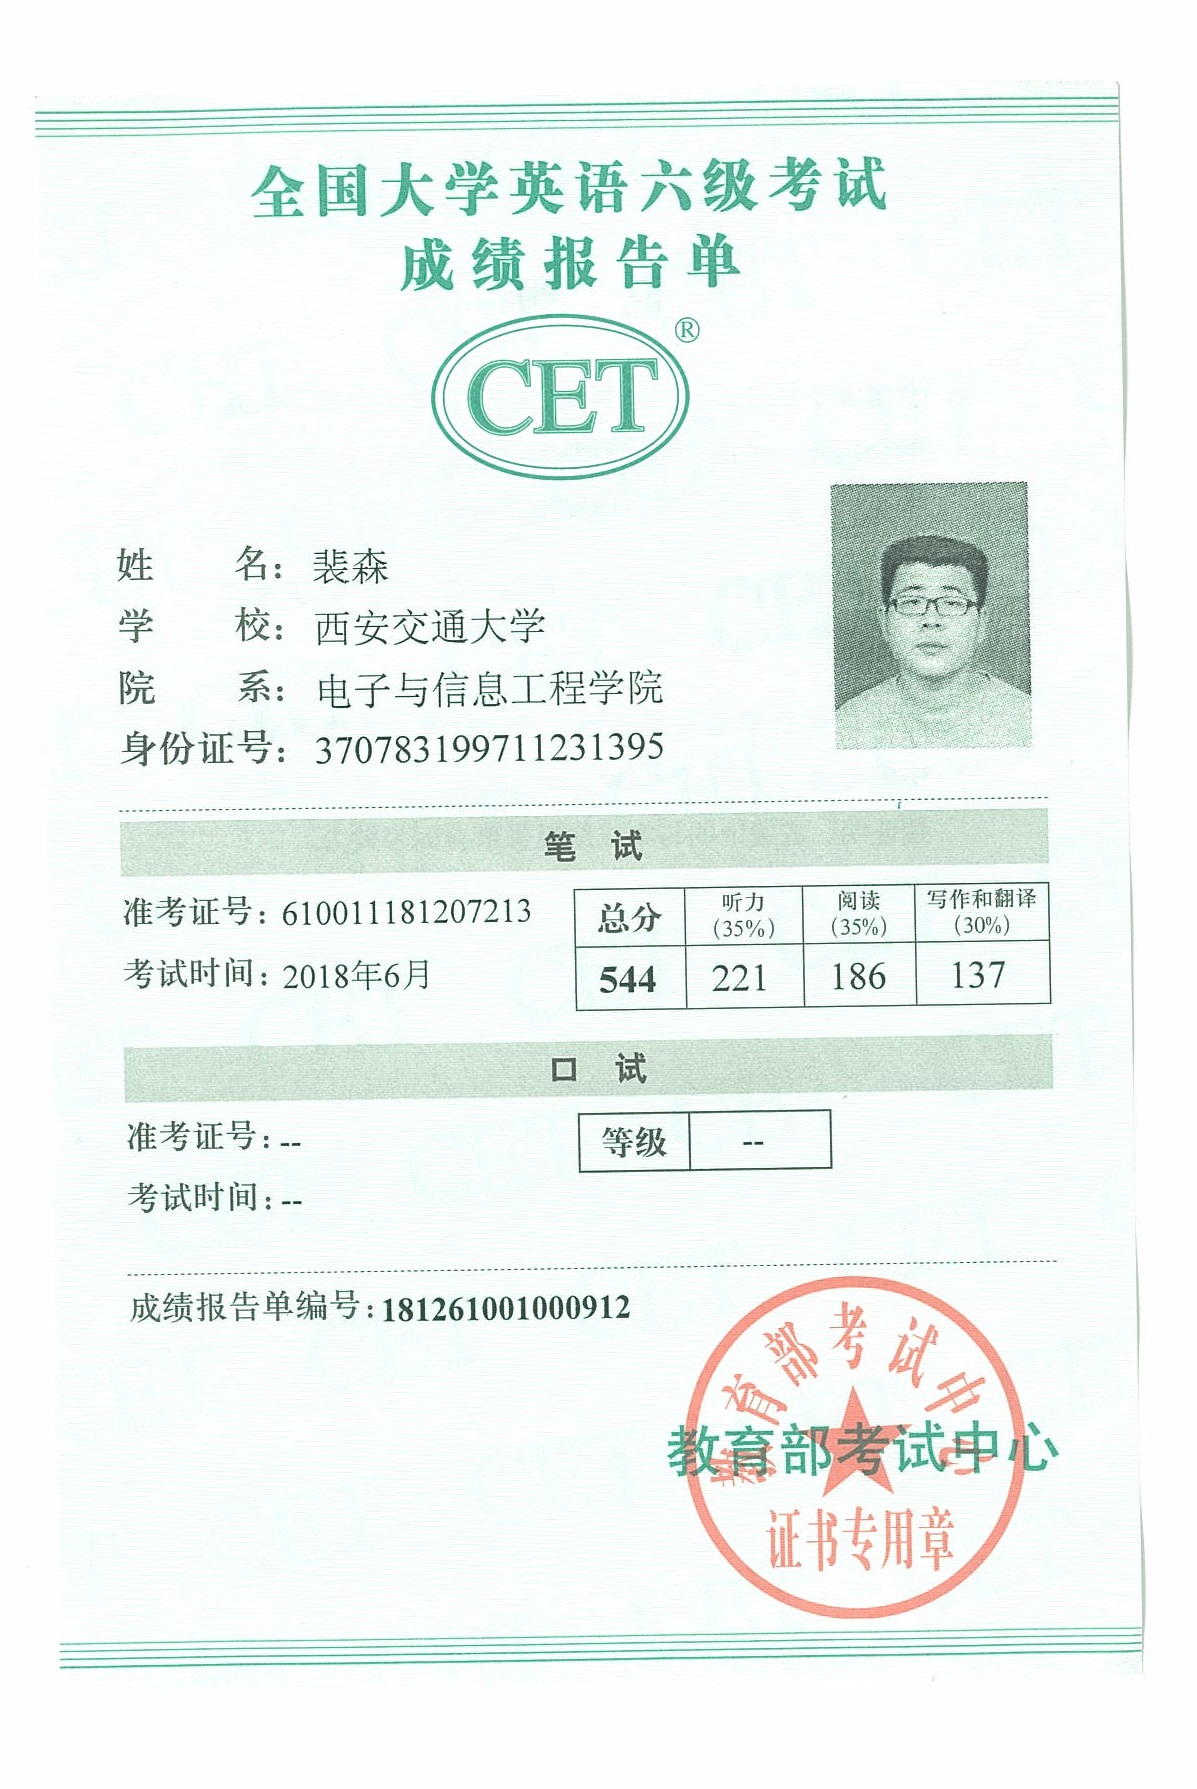 全国大学英语六级考试
成绩报告单
CET®
姓 名：裴森
学 校：西安交通大学
院 系：电子与信息工程学院
身份证号：370783199711231395
笔 试
准考证号：610011181207213
考试时间：2018年6月
总分 听力(35%) 阅读(35%) 写作和翻译(30%)
544 221 186 137
口 试
准考证号：--
等级 --
考试时间：--
成绩报告单编号：181261001000912
教育部考试中心
教育部考试中心
证书专用章